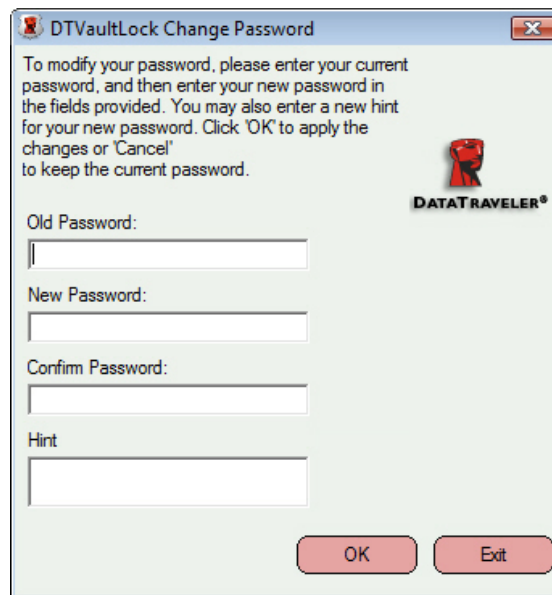 DTVaultLock Change Password
To modify your password, please enter your current
password, and then enter your new password in
the fields provided. You may also enter a new hint
for your new password. Click 'OK' to apply the
changes or 'Cancel'
to keep the current password.
DATATRAVELER®
Old Password:
New Password:
Confirm Password:
Hint
OK
Exit